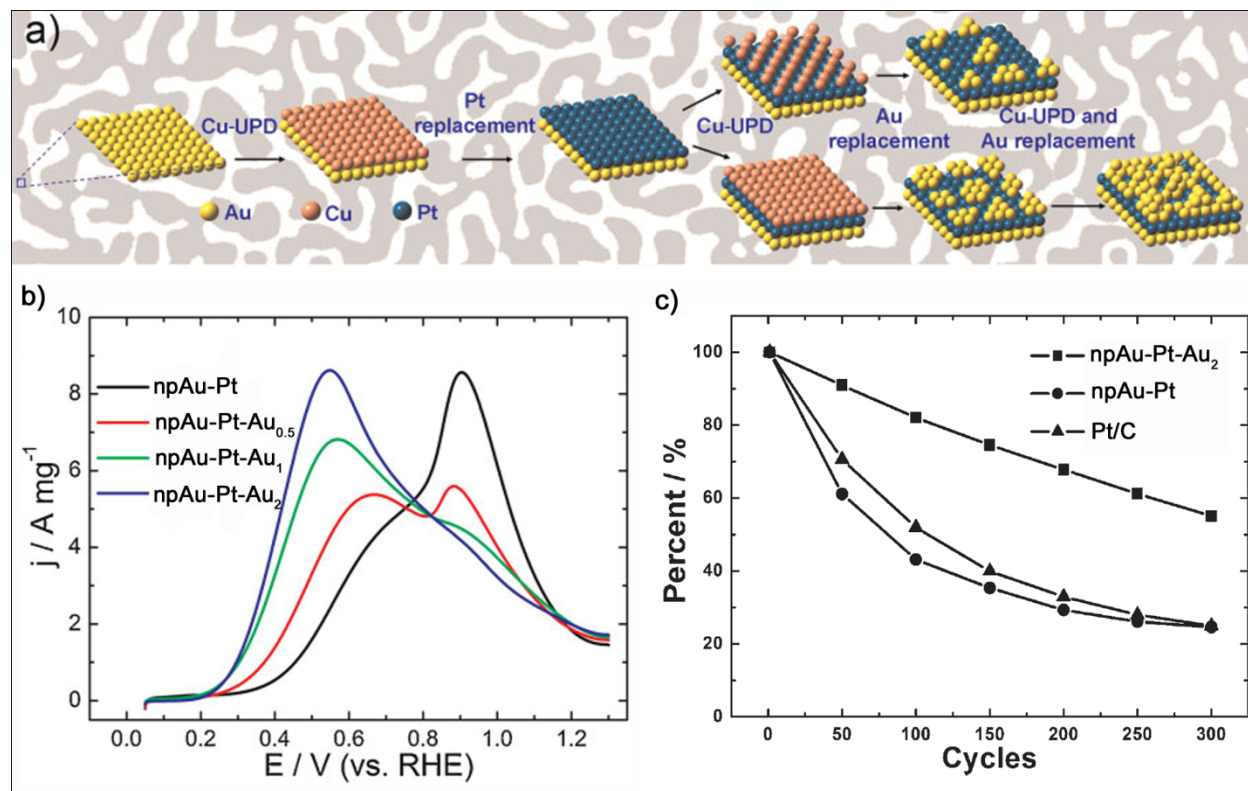 a)
Cu-UPD
Pt
replacement
Cu-UPD
Au
replacement
Cu-UPD and
Au replacement
Au
Cu
Pt
b)
10
8
6
4
2
0
j / A mg⁻¹
npAu-Pt
npAu-Pt-Au₀.₅
npAu-Pt-Au₁
npAu-Pt-Au₂
0.0 0.2 0.4 0.6 0.8 1.0 1.2
E / V (vs. RHE)
c)
100
80
60
40
20
0
Percent / %
npAu-Pt-Au₂
npAu-Pt
Pt/C
0 50 100 150 200 250 300
Cycles